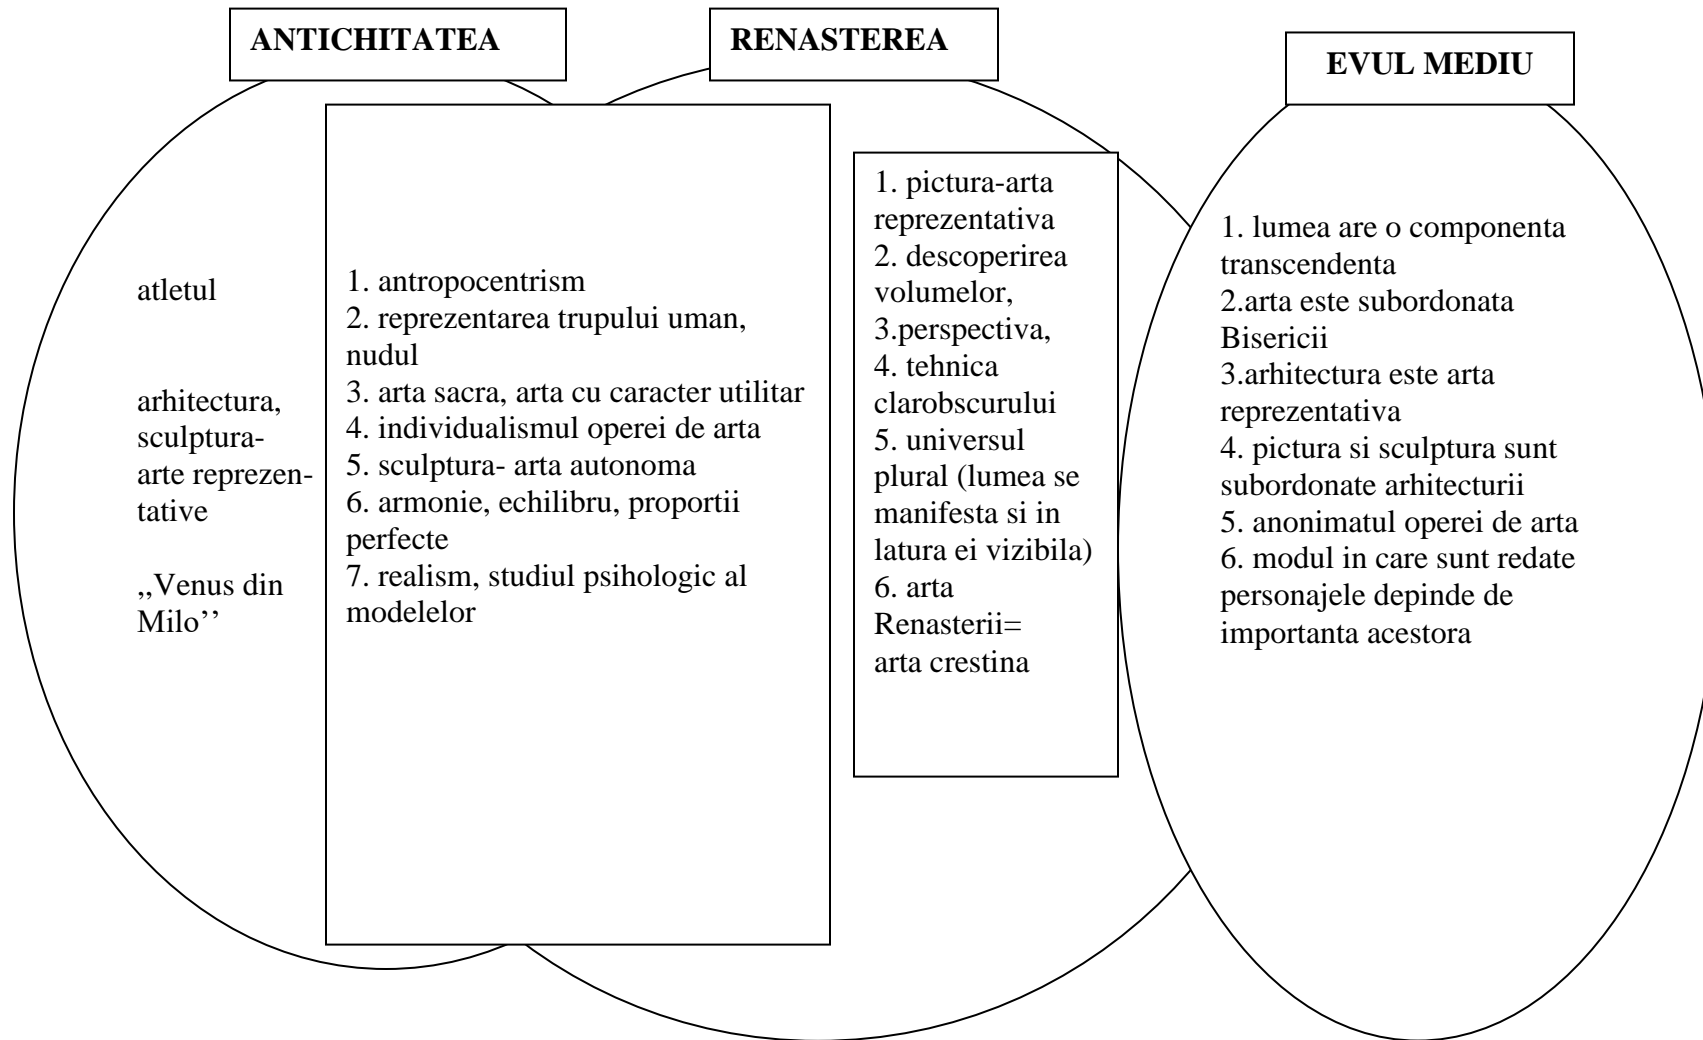 ANTICHITATEA
RENASTEREA
EVUL MEDIU
atletul
arhitectura,
sculptura-
arte reprezen-
tative
,,Venus din
Milo’’
1. antropocentrism
2. reprezentarea trupului uman,
nudul
3. arta sacra, arta cu caracter utilitar
4. individualismul operei de arta
5. sculptura- arta autonoma
6. armonie, echilibru, proportii
perfecte
7. realism, studiul psihologic al
modelelor
1. pictura-arta
reprezentativa
2. descoperirea
volumelor,
3.perspectiva,
4. tehnica
clarobscurului
5. universul
plural (lumea se
manifesta si in
latura ei vizibila)
6. arta
Renasterii=
arta crestina
1. lumea are o componenta
transcendenta
2.arta este subordonata
Bisericii
3.arhitectura este arta
reprezentativa
4. pictura si sculptura sunt
subordonate arhitecturii
5. anonimatul operei de arta
6. modul in care sunt redate
personajele depinde de
importanta acestora